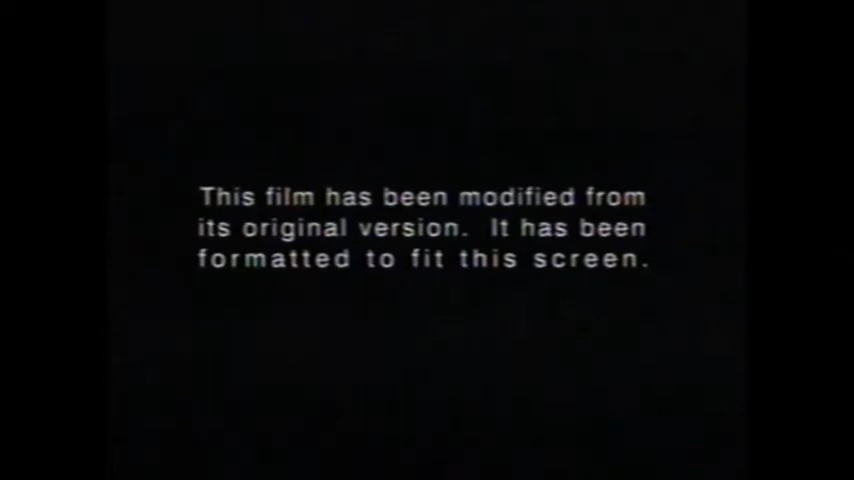 This film has been modified from
its original version.  It has been
formatted to fit this screen.